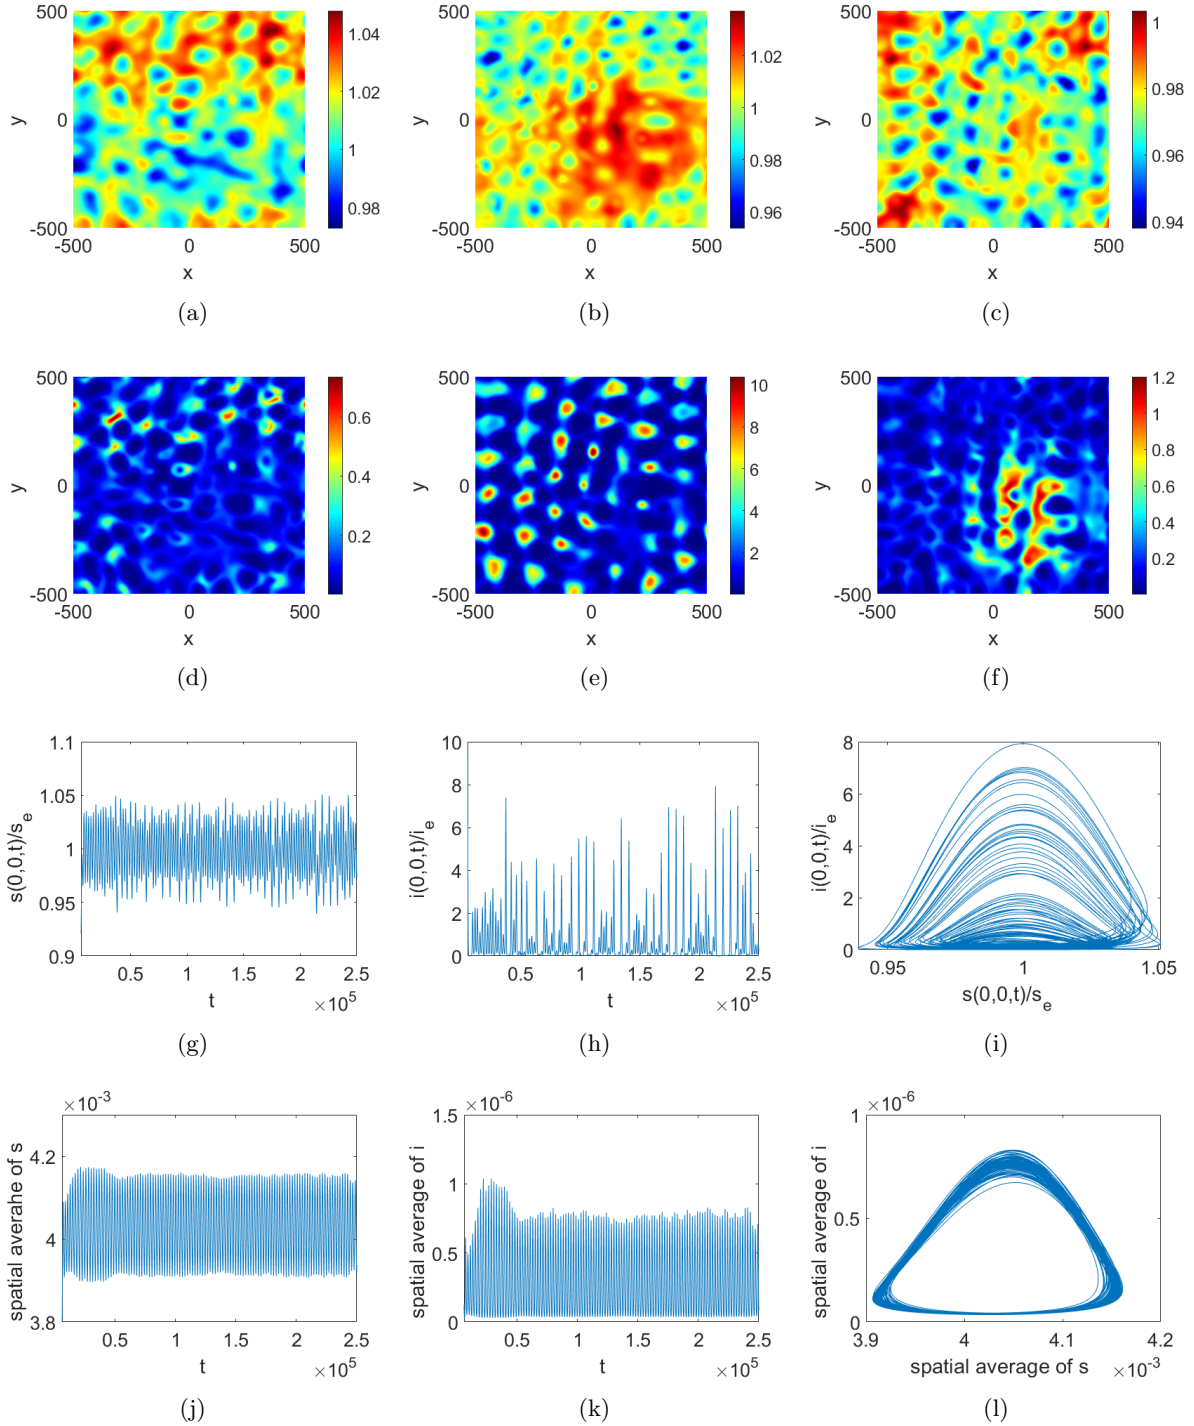 500
0
-500
y
-500 0 500
x
1.04
1.02
1
0.98
(a)
500
0
-500
y
-500 0 500
x
1.02
1
0.98
0.96
(b)
500
0
-500
y
-500 0 500
x
1
0.98
0.96
0.94
(c)
500
0
-500
y
-500 0 500
x
0.6
0.4
0.2
(d)
500
0
-500
y
-500 0 500
x
10
8
6
4
2
(e)
500
0
-500
y
-500 0 500
x
1.2
1
0.8
0.6
0.4
0.2
(f)
1.1
1.05
1
0.95
0.9
s(0,0,t)/s_e
0.5 1 1.5 2 2.5
t
×10^5
(g)
10
8
6
4
2
0
i(0,0,t)/i_e
0.5 1 1.5 2 2.5
t
×10^5
(h)
8
6
4
2
0
i(0,0,t)/i_e
0.95 1 1.05
s(0,0,t)/s_e
(i)
×10^-3
4.2
4
3.8
spatial averahe of s
0.5 1 1.5 2 2.5
t
×10^5
(j)
×10^-6
1.5
1
0.5
0
spatial average of i
0.5 1 1.5 2 2.5
t
×10^5
(k)
×10^-6
1
0.5
0
spatial average of i
3.9 4 4.1 4.2
spatial average of s
×10^-3
(l)